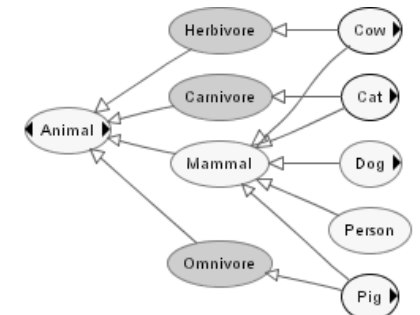 Herbivore
Cow
Carnivore
Cat
Animal
Mammal
Dog
Person
Omnivore
Pig